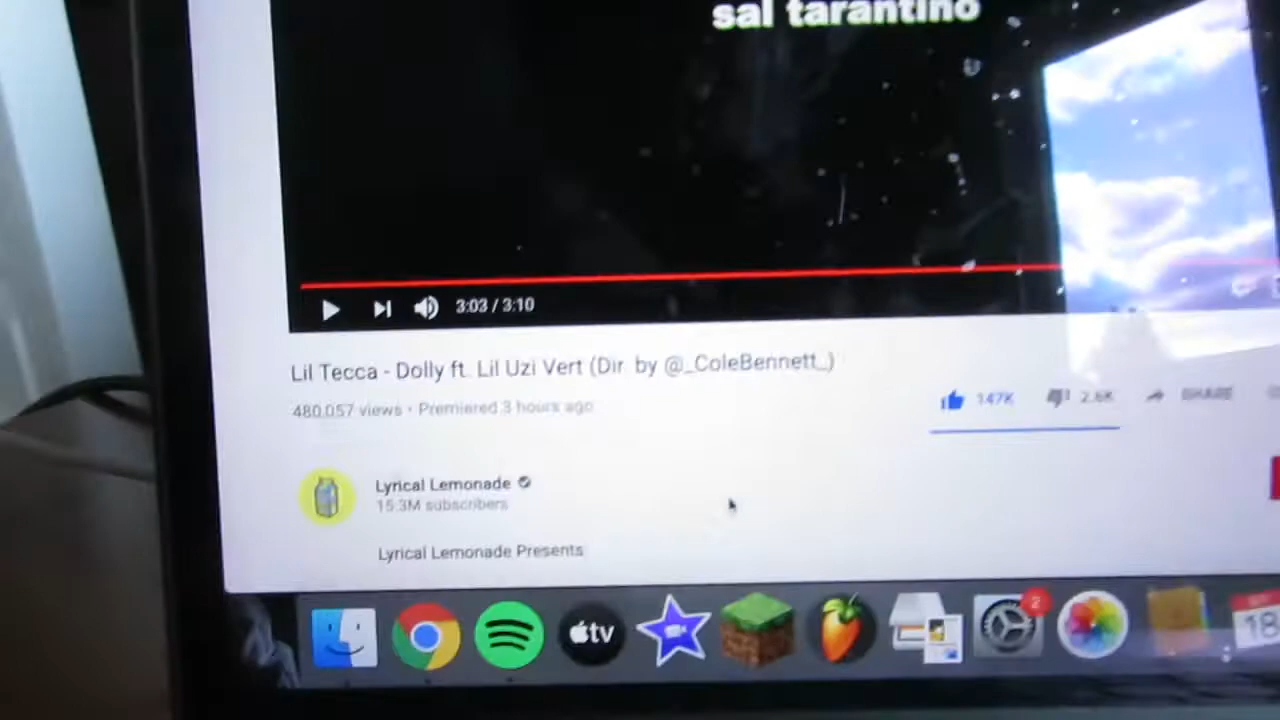 sal tarantino
3:03 / 3:10
Lil Tecca - Dolly ft. Lil Uzi Vert (Dir. by @_ColeBennett_)
480,057 views • Premiered 3 hours ago
147K 2.6K SHARE
Lyrical Lemonade
15.3M subscribers
Lyrical Lemonade Presents
tv
2
18